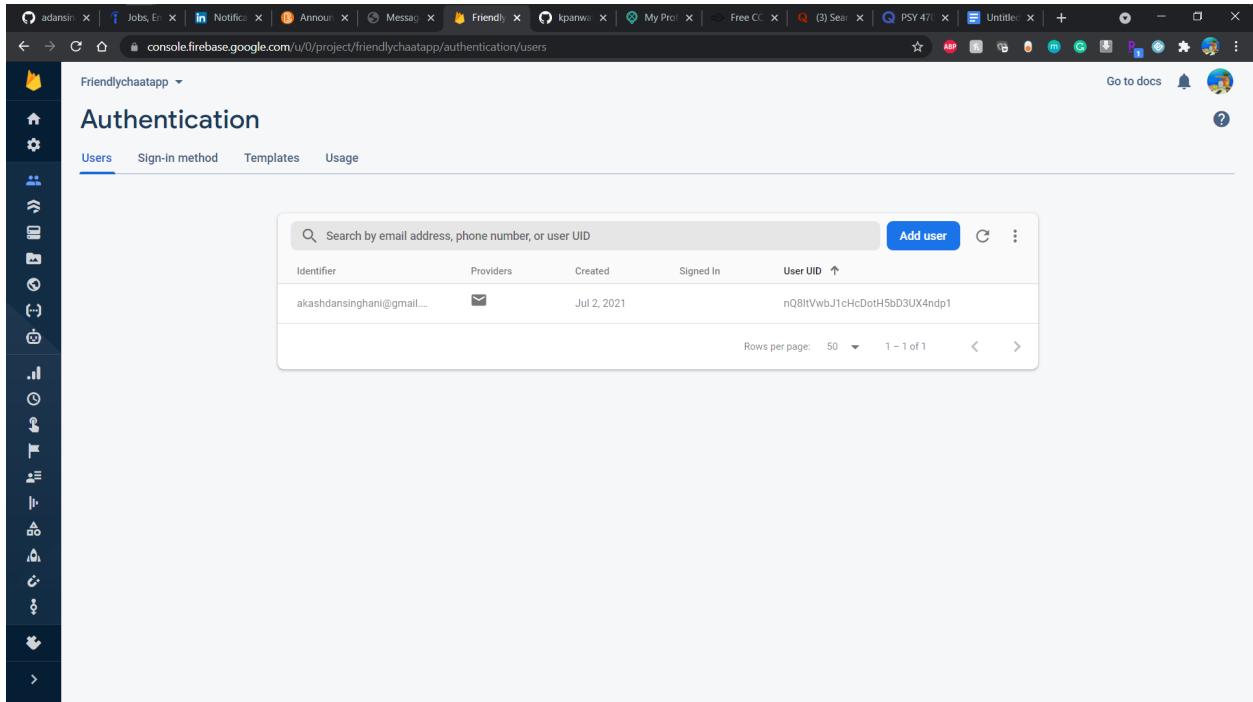 adansin Jobs, En Notifica Announ Messag Friendly kpanwa My Prof Free CC (3) Sear PSY 470 Untitled
console.firebase.google.com/u/0/project/friendlychaatapp/authentication/users
Friendlychaatapp Go to docs
Authentication
Users Sign-in method Templates Usage
Search by email address, phone number, or user UID Add user
Identifier Providers Created Signed In User UID
akashdansinghani@gmail.... Jul 2, 2021 nQ8ItVwbJ1cHcDotH5bD3UX4ndp1
Rows per page: 50 1 – 1 of 1